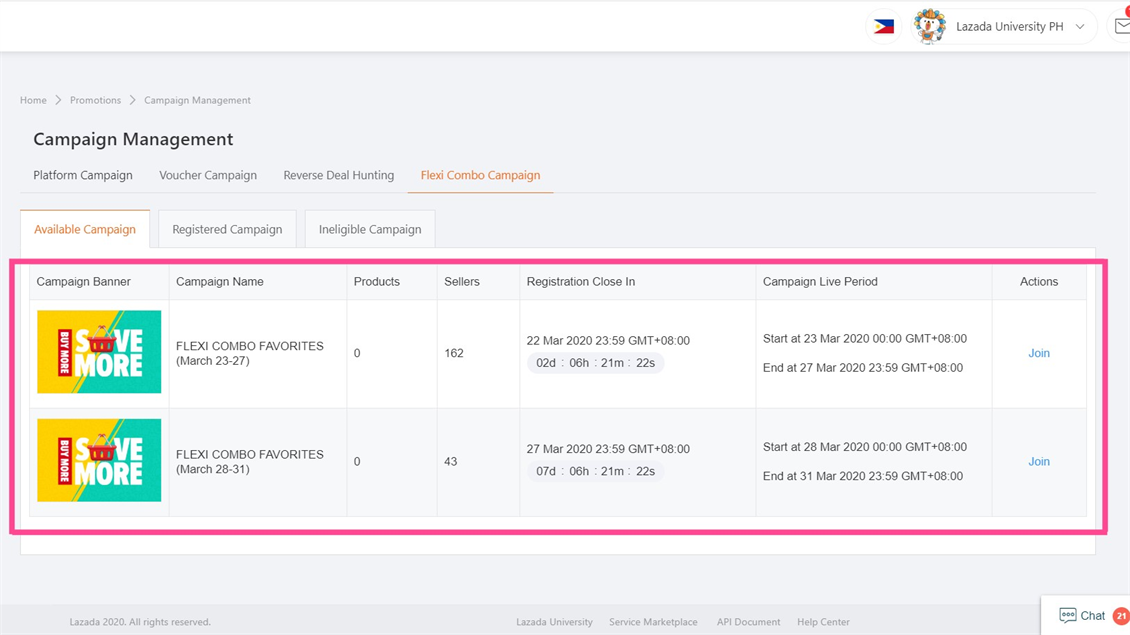 Lazada University PH
Home > Promotions > Campaign Management
Campaign Management
Platform Campaign Voucher Campaign Reverse Deal Hunting Flexi Combo Campaign
Available Campaign Registered Campaign Ineligible Campaign
Campaign Banner Campaign Name Products Sellers Registration Close In Campaign Live Period Actions
BUY MORE SAVE MORE
FLEXI COMBO FAVORITES
(March 23-27)
0
162
22 Mar 2020 23:59 GMT+08:00
02d : 06h : 21m : 22s
Start at 23 Mar 2020 00:00 GMT+08:00
End at 27 Mar 2020 23:59 GMT+08:00
Join
BUY MORE SAVE MORE
FLEXI COMBO FAVORITES
(March 28-31)
0
43
27 Mar 2020 23:59 GMT+08:00
07d : 06h : 21m : 22s
Start at 28 Mar 2020 00:00 GMT+08:00
End at 31 Mar 2020 23:59 GMT+08:00
Join
Lazada 2020. All rights reserved. Lazada University Service Marketplace API Document Help Center
Chat 21